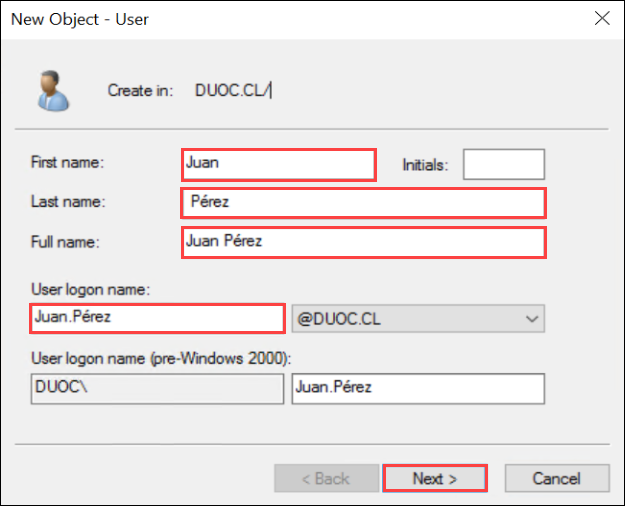 New Object - User
Create in: DUOC.CL/
First name: Juan Initials:
Last name: Pérez
Full name: Juan Pérez
User logon name:
Juan.Pérez @DUOC.CL
User logon name (pre-Windows 2000):
DUOC\ Juan.Pérez
< Back Next > Cancel